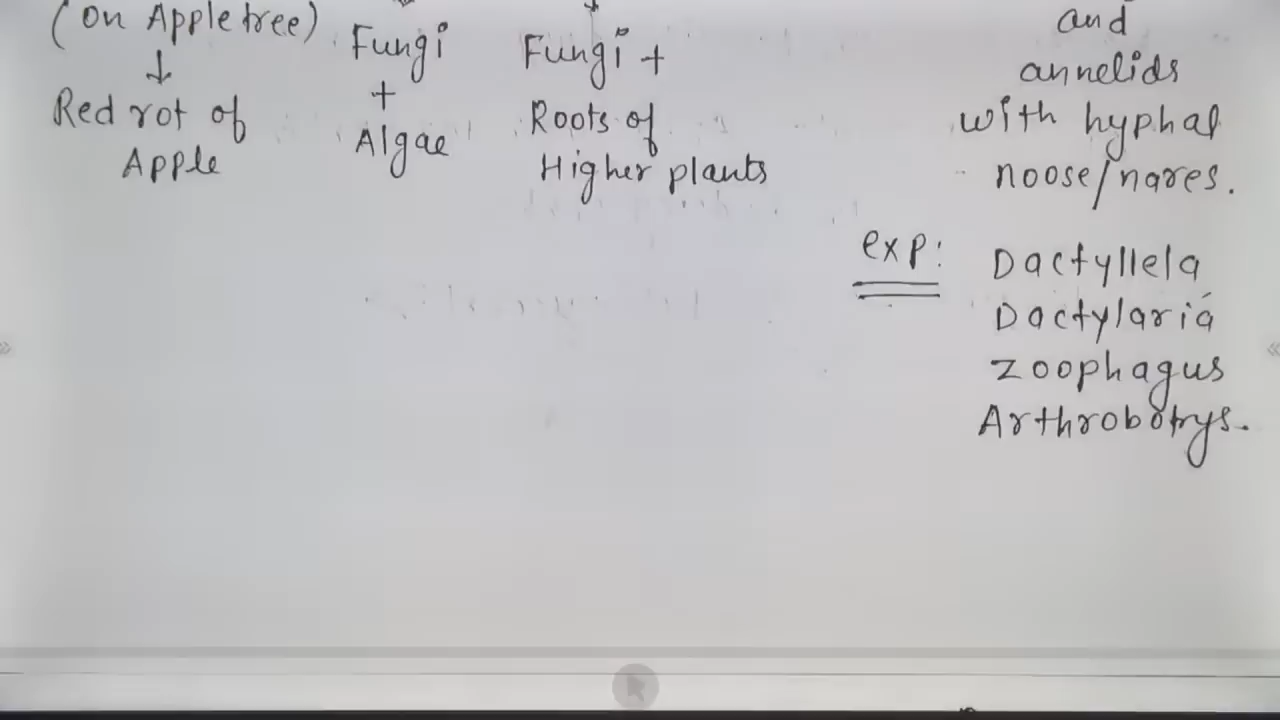 (on Apple tree)
↓
Red rot of
Apple
Fungi
+
Algae
Fungi +
Roots of
Higher plants
and
annelids
with hyphal
noose/nares.
exp:
Dactyllela
Dactylaria
Zoophagus
Arthrobotrys.